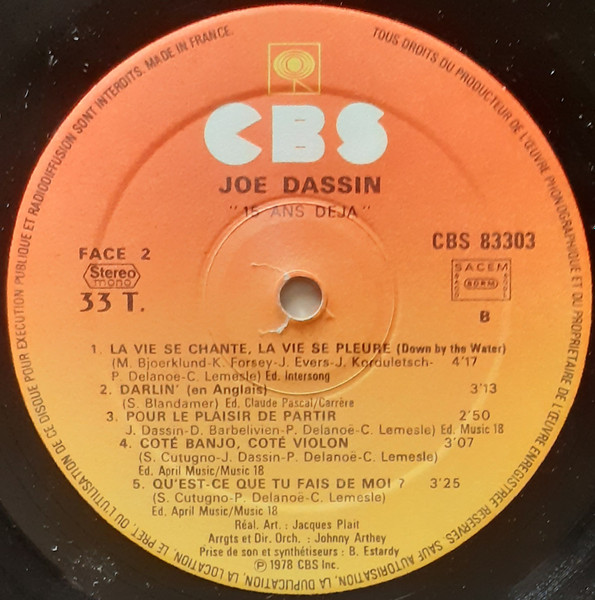 TOUS DROITS DU PRODUCTEUR DE L'ŒUVRE PHONOGRAPHIQUE ET DU PROPRIETAIRE DE L'ŒUVRE ENREGISTREE RESERVES. SAUF AUTORISATION, LA DUPLICATION, LA LOCATION, LE PRET, OU L'UTILISATION DE CE DISQUE POUR EXECUTION PUBLIQUE ET RADIODIFFUSION SONT INTERDITS. MADE IN FRANCE.
CBS
JOE DASSIN
"15 ANS DEJA"
FACE 2
CBS 83303
Stereo
mono
SACEM
BIEM
33 T.
B
1. LA VIE SE CHANTE, LA VIE SE PLEURE (Down by the Water)
(M. Bjoerklund-K. Forsey-J. Evers-J. Korduletsch- 4'17
P. Delanoë-C. Lemesle) Ed. Intersong
2. DARLIN' (en Anglais) 3'13
(S. Blandamer) Ed. Claude Pascal/Carrère
3. POUR LE PLAISIR DE PARTIR 2'50
J. Dassin-D. Barbelivien-P. Delanoë-C. Lemesle) Ed. Music 18
4. COTÉ BANJO, COTÉ VIOLON 3'07
(S. Cutugno-J. Dassin-P. Delanoë-C. Lemesle)
Ed. April Music/Music 18
5. QU'EST-CE QUE TU FAIS DE MOI ? 3'25
(S. Cutugno-P. Delanoë-C. Lemesle)
Ed. April Music/Music 18
Réal. Art. : Jacques Plait
Arrgts et Dir. Orch. : Johnny Arthey
Prise de son et synthétiseurs : B. Estardy
℗ 1978 CBS Inc.